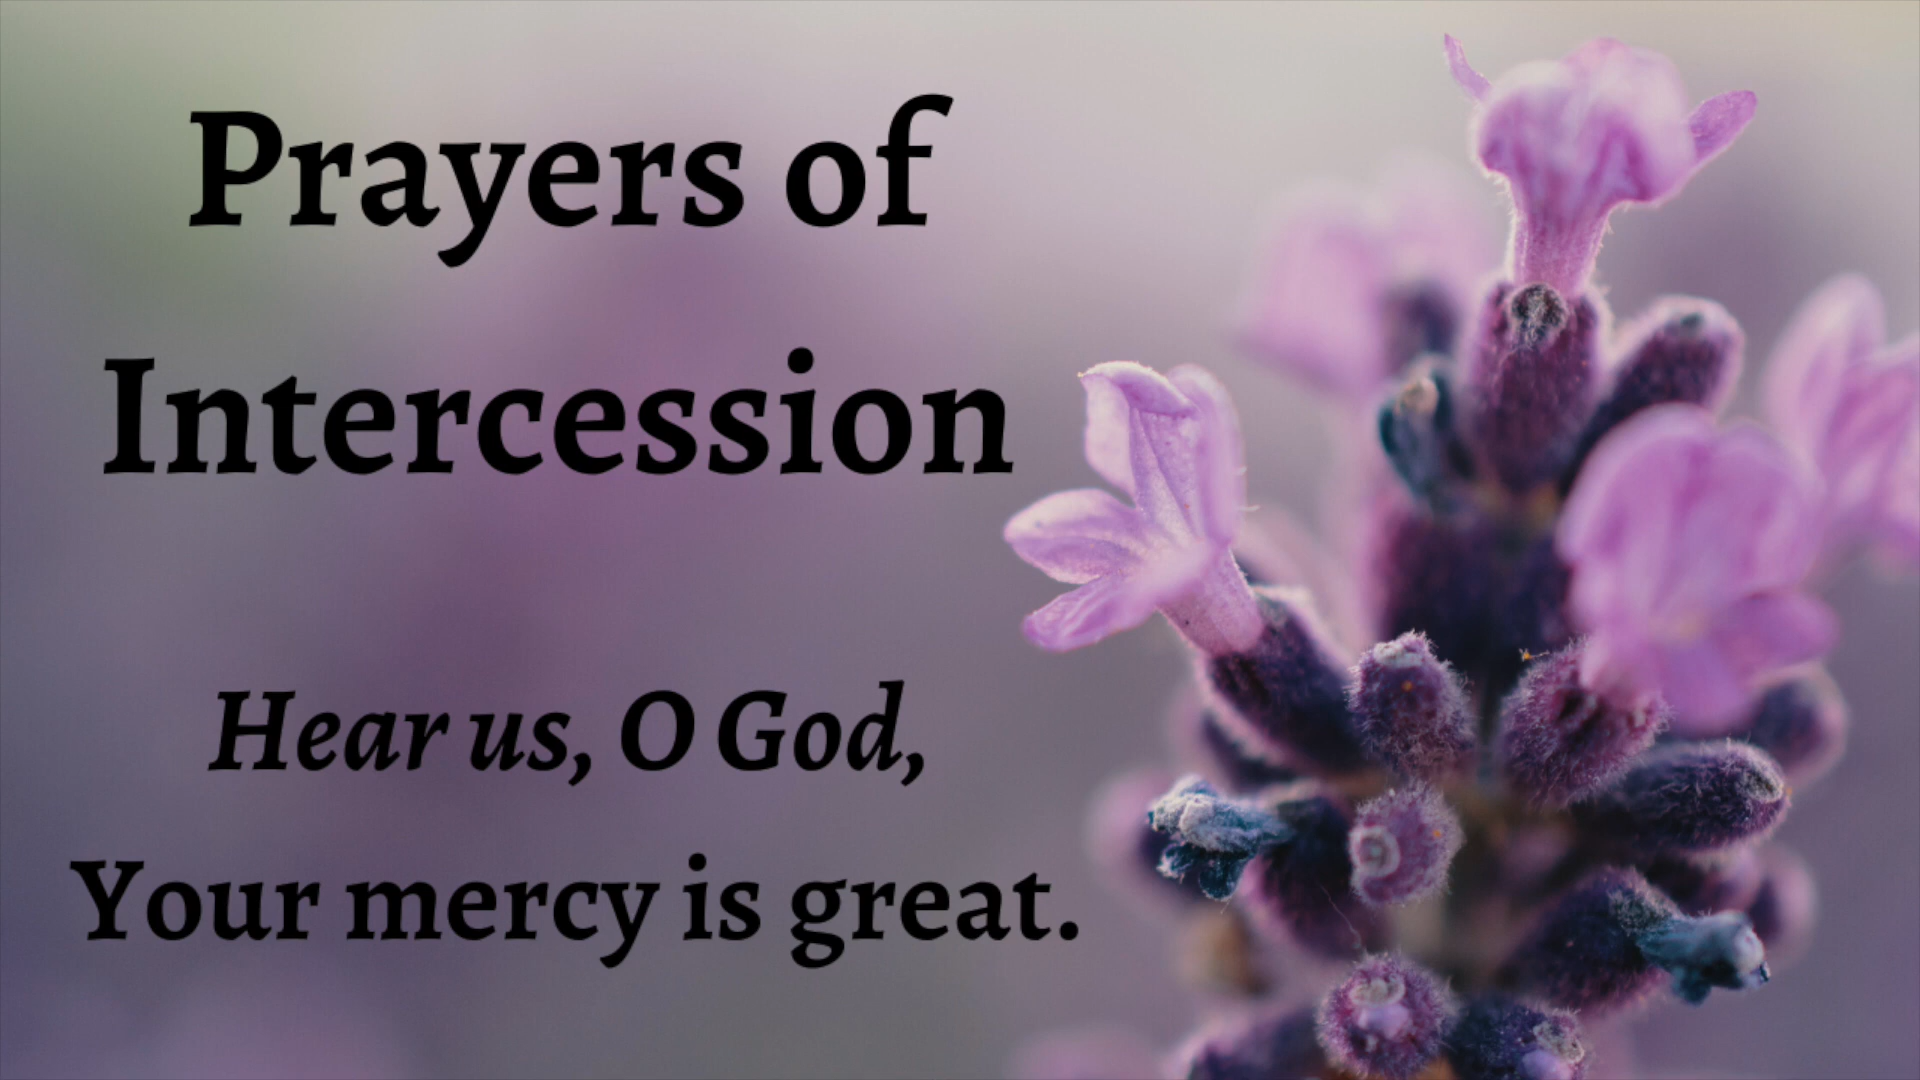 Prayers of
Intercession
Hear us, O God,
Your mercy is great.